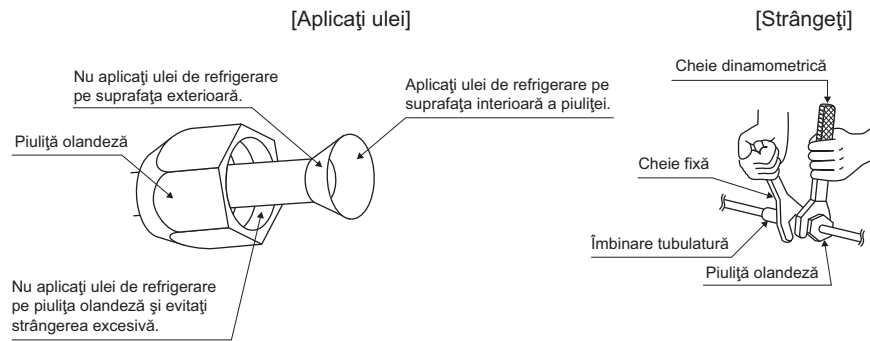 [Aplicaţi ulei]
[Strângeţi]
Nu aplicaţi ulei de refrigerare
pe suprafaţa exterioară.
Aplicaţi ulei de refrigerare pe
suprafaţa interioară a piuliţei.
Piuliţă olandeză
Nu aplicaţi ulei de refrigerare
pe piuliţa olandeză şi evitaţi
strângerea excesivă.
Cheie dinamometrică
Cheie fixă
Îmbinare tubulatură
Piuliţă olandeză